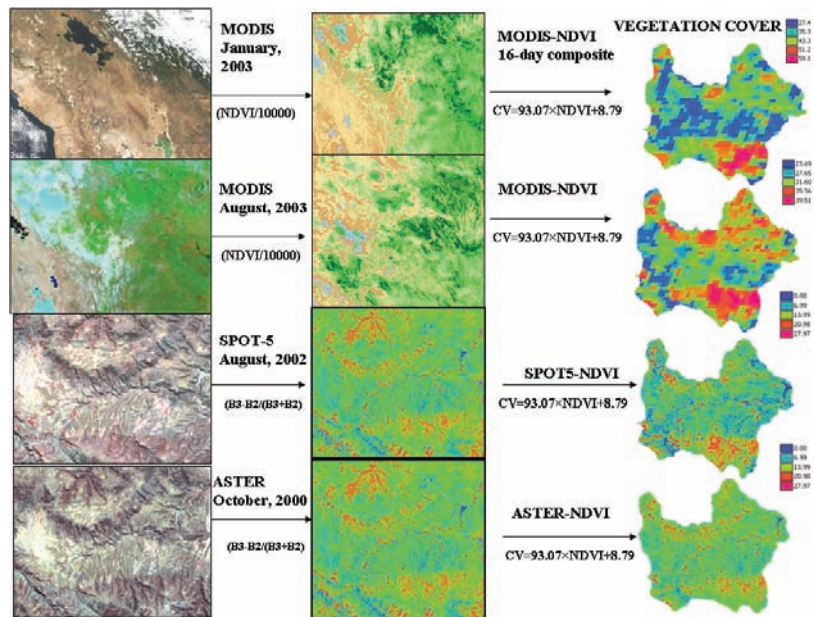 MODIS
January,
2003
(NDVI/10000)
MODIS-NDVI
16-day composite
CV=93.07×NDVI+8.79
VEGETATION COVER
27.4
35.3
43.3
51.2
59.1
MODIS
August, 2003
(NDVI/10000)
MODIS-NDVI
CV=93.07×NDVI+8.79
23.69
27.65
31.60
35.56
39.51
SPOT-5
August, 2002
(B3-B2/(B3+B2)
SPOT5-NDVI
CV=93.07×NDVI+8.79
0.00
6.99
13.99
20.98
27.97
ASTER
October, 2000
(B3-B2/(B3+B2)
ASTER-NDVI
CV=93.07×NDVI+8.79
0.00
6.99
13.99
20.98
27.97